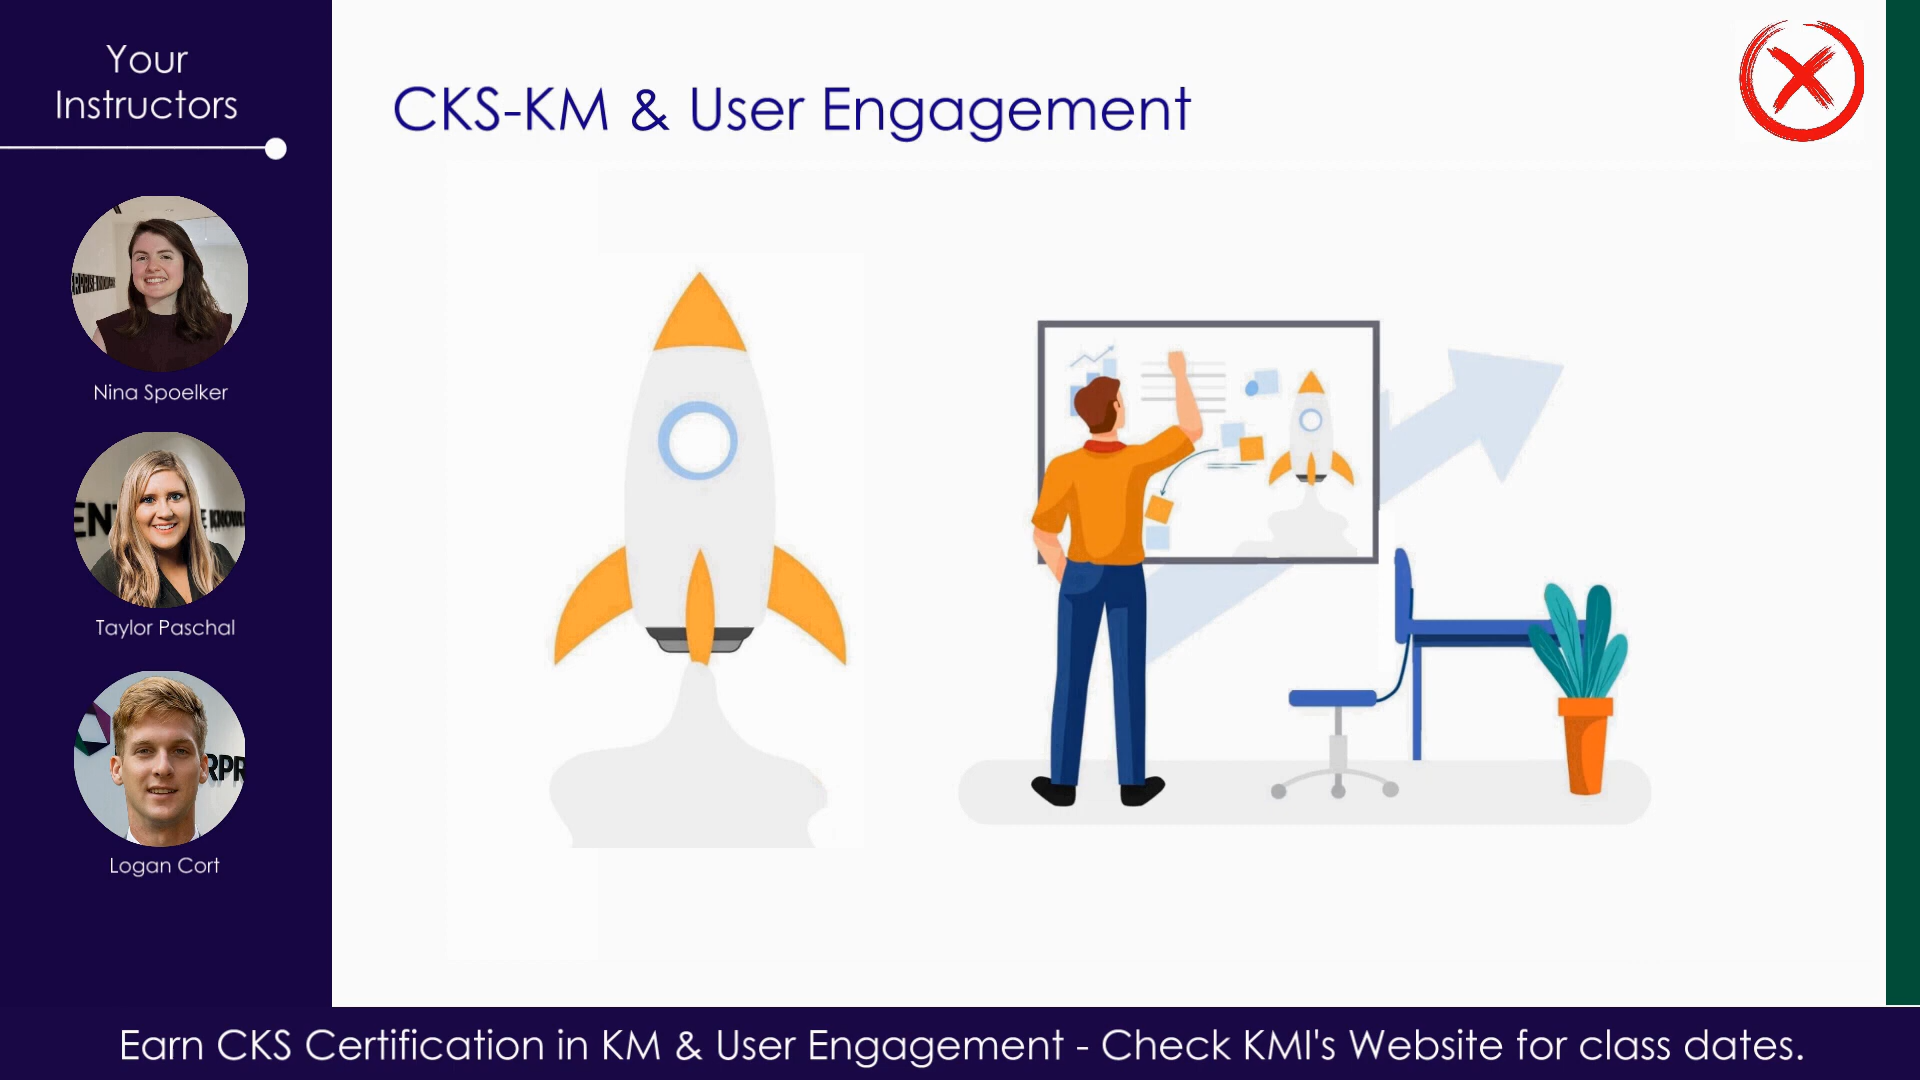 Your
Instructors
CKS-KM & User Engagement
Nina Spoelker
Taylor Paschal
Logan Cort
Earn CKS Certification in KM & User Engagement - Check KMI's Website for class dates.